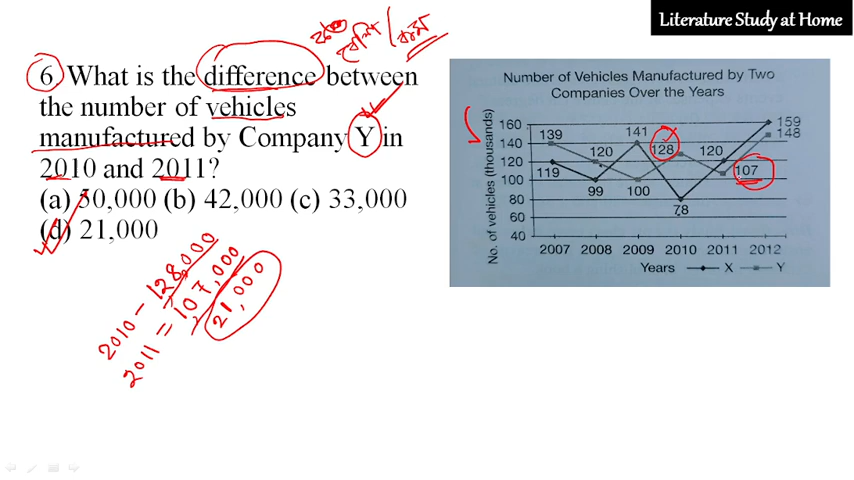 Literature Study at Home
6. What is the difference between
the number of vehicles
manufactured by Company Y in
2010 and 2011?
(a) 50,000 (b) 42,000 (c) 33,000
(d) 21,000
2010 - 128,000
2011 = 107,000
21,000
Number of Vehicles Manufactured by Two
Companies Over the Years
No. of vehicles (thousands)
160
140
120
100
80
60
40
139
119
120
99
141
100
128
78
120
107
159
148
2007 2008 2009 2010 2011 2012
Years X Y